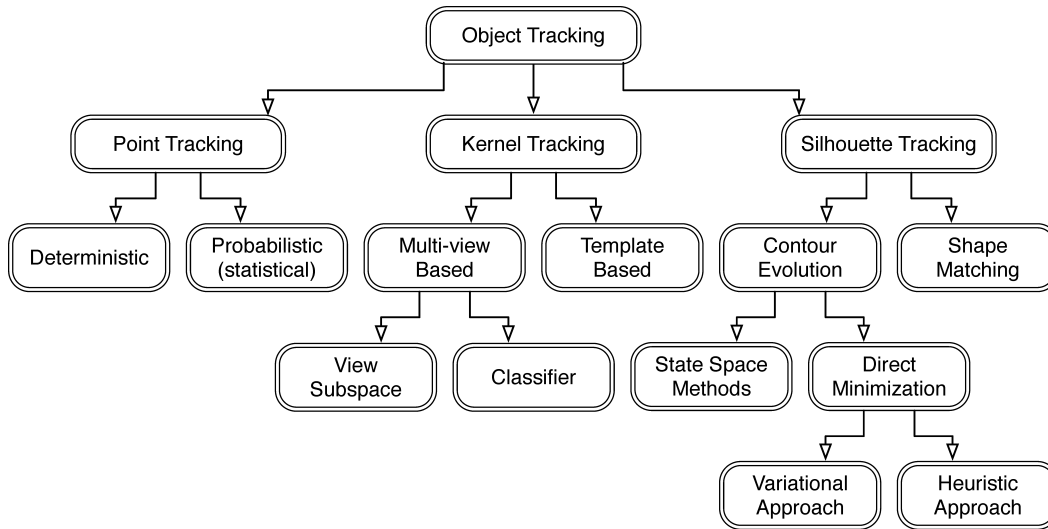 Object Tracking
Point Tracking
Kernel Tracking
Silhouette Tracking
Deterministic
Probabilistic
(statistical)
Multi-view
Based
Template
Based
Contour
Evolution
Shape
Matching
View
Subspace
Classifier
State Space
Methods
Direct
Minimization
Variational
Approach
Heuristic
Approach